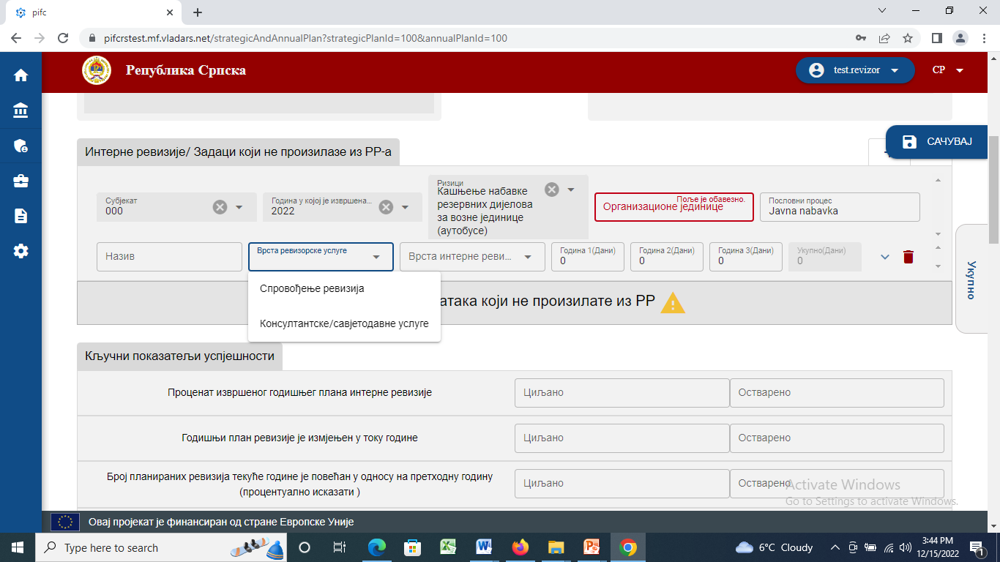 pifc
pifcrstest.mf.vladars.net/strategicAndAnnualPlan?strategicPlanId=100&annualPlanId=100
Република Српска
test.revizor
СР
САЧУВАЈ
Интерне ревизије/ Задаци који не произилазе из РР-а
Субјекат
000
Година у којој је извршена...
2022
Ризици
Кашњење набавке
резервних дијелова
за возне јединице
(аутобусе)
Поље је обавезно.
Организационе јединице
Пословни процес
Javna nabavka
Назив
Врста ревизорске услуге
Врста интерне реви...
Година 1(Дани)
0
Година 2(Дани)
0
Година 3(Дани)
0
Укупно(Дани)
0
Спровођење ревизија
Консултантске/савјетодавне услуге
атака који не произилате из РР
Укупно
Кључни показатељи успјешности
Проценат извршеног годишњег плана интерне ревизије
Циљано
Остварено
Годишњи план ревизије је измјењен у току године
Циљано
Остварено
Број планираних ревизија текуће године је повећан у односу на претходну годину
(процентуално исказати )
Циљано
Остварено
Activate Windows
Go to Settings to activate Windows.
Овај пројекат је финансиран од стране Европске Уније
Type here to search
6°C Cloudy
3:44 PM
12/15/2022
1